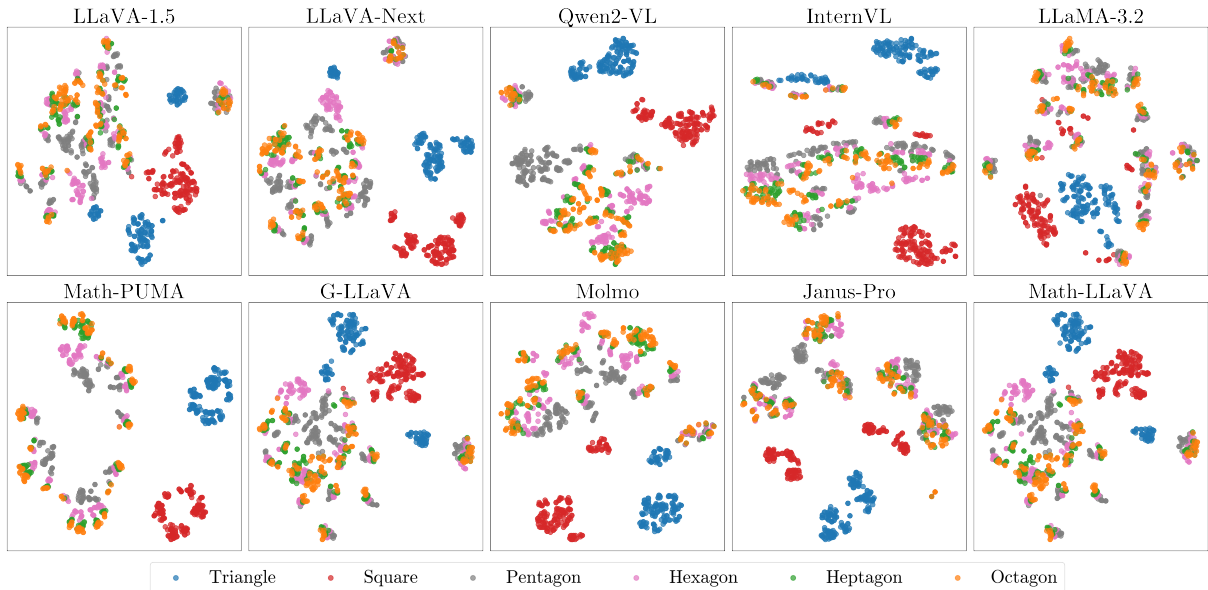 LLaVA-1.5 LLaVA-Next Qwen2-VL InternVL LLaMA-3.2
Math-PUMA G-LLaVA Molmo Janus-Pro Math-LLaVA
Triangle Square Pentagon Hexagon Heptagon Octagon